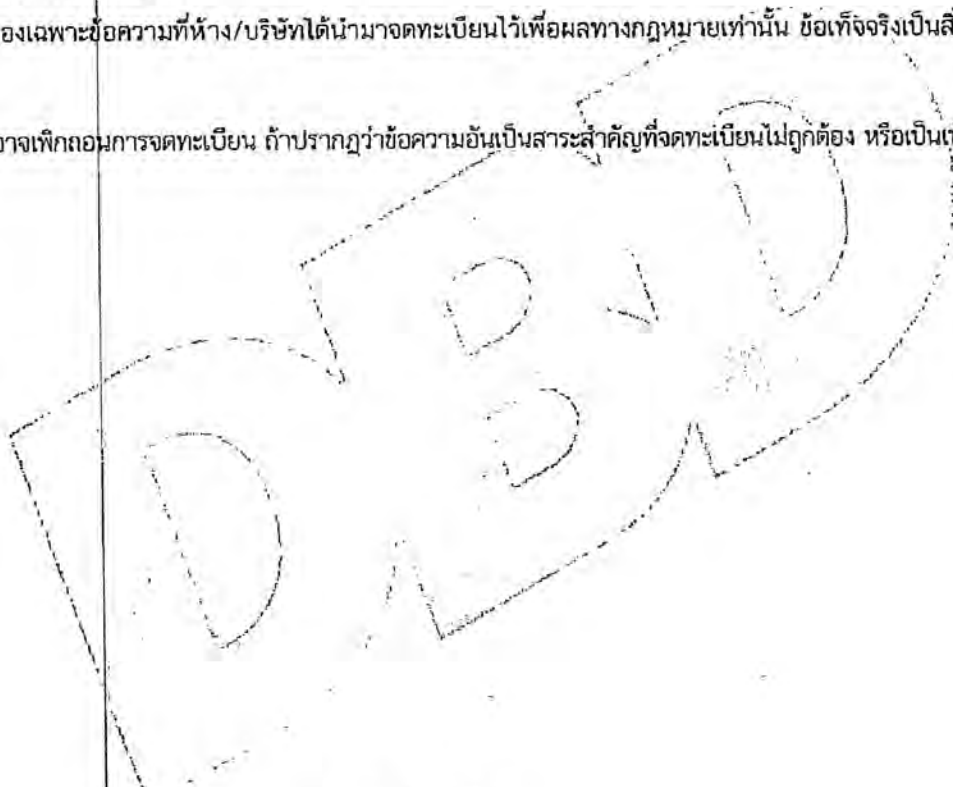 องเฉพาะข้อความที่ห้าง/บริษัทได้นำมาจดทะเบียนไว้เพื่อผลทางกฎหมายเท่านั้น ข้อเท็จจริงเป็นสิ
าจเพิกถอนการจดทะเบียน ถ้าปรากฏว่าข้อความอันเป็นสาระสำคัญที่จดทะเบียนไม่ถูกต้อง หรือเป็นเ
DBD